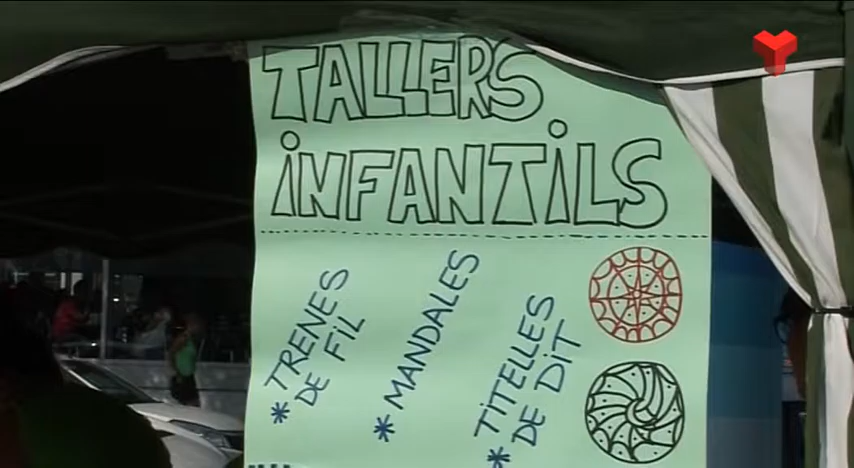 TALLERS
iNFANTiLS
* TRENES
DE FIL
* MANDALES
* TiTELLES
DE DiT